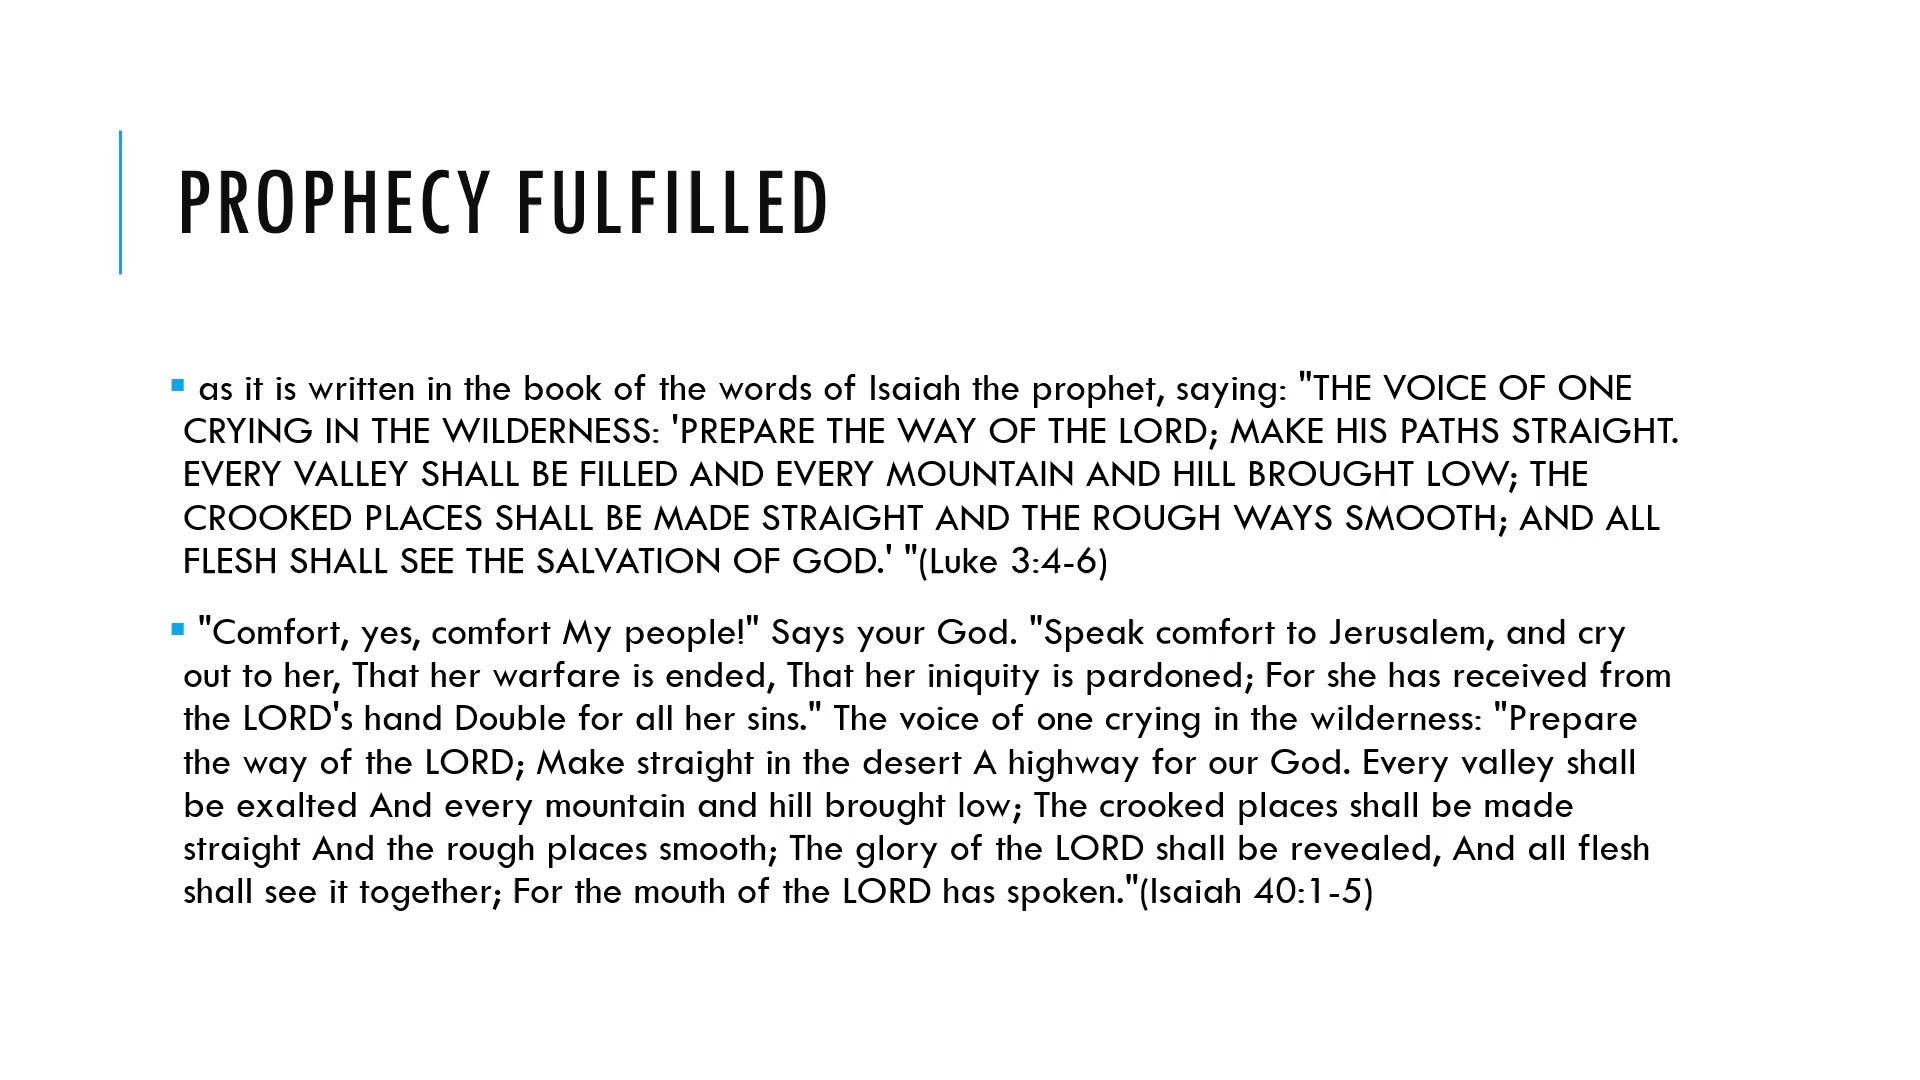 PROPHECY FULFILLED
▪ as it is written in the book of the words of Isaiah the prophet, saying: "THE VOICE OF ONE
CRYING IN THE WILDERNESS: 'PREPARE THE WAY OF THE LORD; MAKE HIS PATHS STRAIGHT.
EVERY VALLEY SHALL BE FILLED AND EVERY MOUNTAIN AND HILL BROUGHT LOW; THE
CROOKED PLACES SHALL BE MADE STRAIGHT AND THE ROUGH WAYS SMOOTH; AND ALL
FLESH SHALL SEE THE SALVATION OF GOD.' "(Luke 3:4-6)
▪ "Comfort, yes, comfort My people!" Says your God. "Speak comfort to Jerusalem, and cry
out to her, That her warfare is ended, That her iniquity is pardoned; For she has received from
the LORD's hand Double for all her sins." The voice of one crying in the wilderness: "Prepare
the way of the LORD; Make straight in the desert A highway for our God. Every valley shall
be exalted And every mountain and hill brought low; The crooked places shall be made
straight And the rough places smooth; The glory of the LORD shall be revealed, And all flesh
shall see it together; For the mouth of the LORD has spoken."(Isaiah 40:1-5)